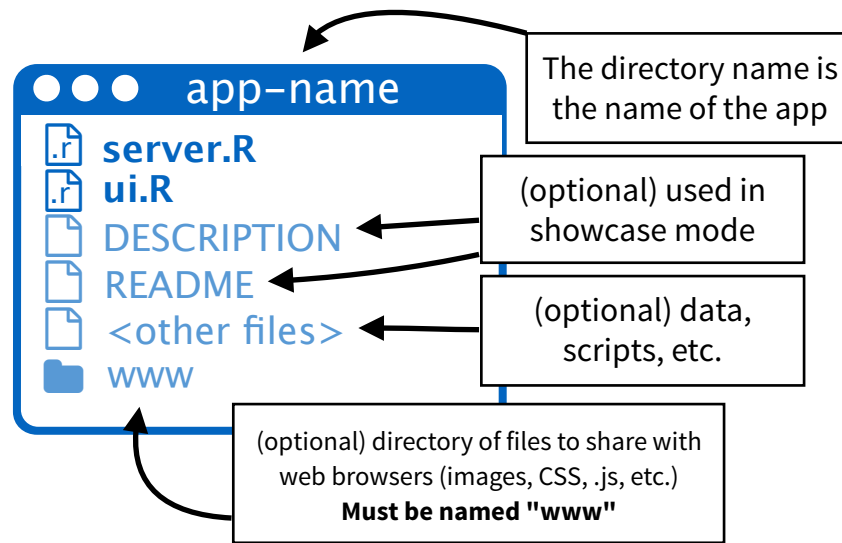 app-name
The directory name is
the name of the app
.r server.R
.r ui.R
DESCRIPTION
README
<other files>
www
(optional) used in
showcase mode
(optional) data,
scripts, etc.
(optional) directory of files to share with
web browsers (images, CSS, .js, etc.)
Must be named "www"